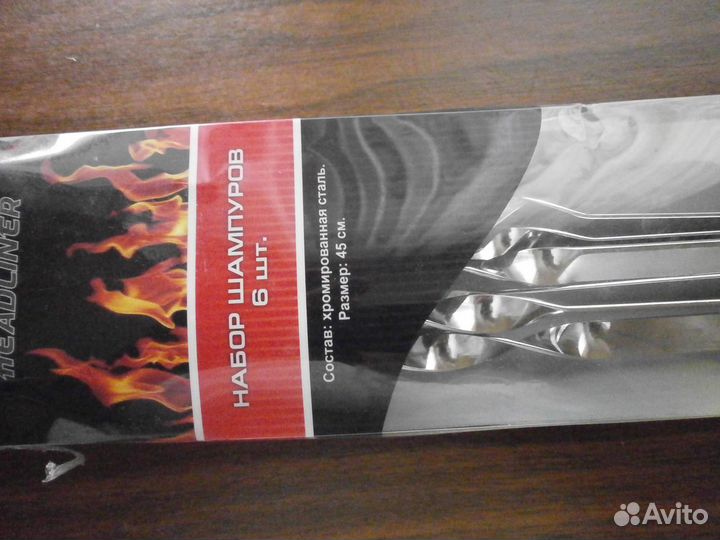 HEADLINER
НАБОР ШАМПУРОВ
6 ШТ.
Состав: хромированная сталь.
Размер: 45 см.
Avito